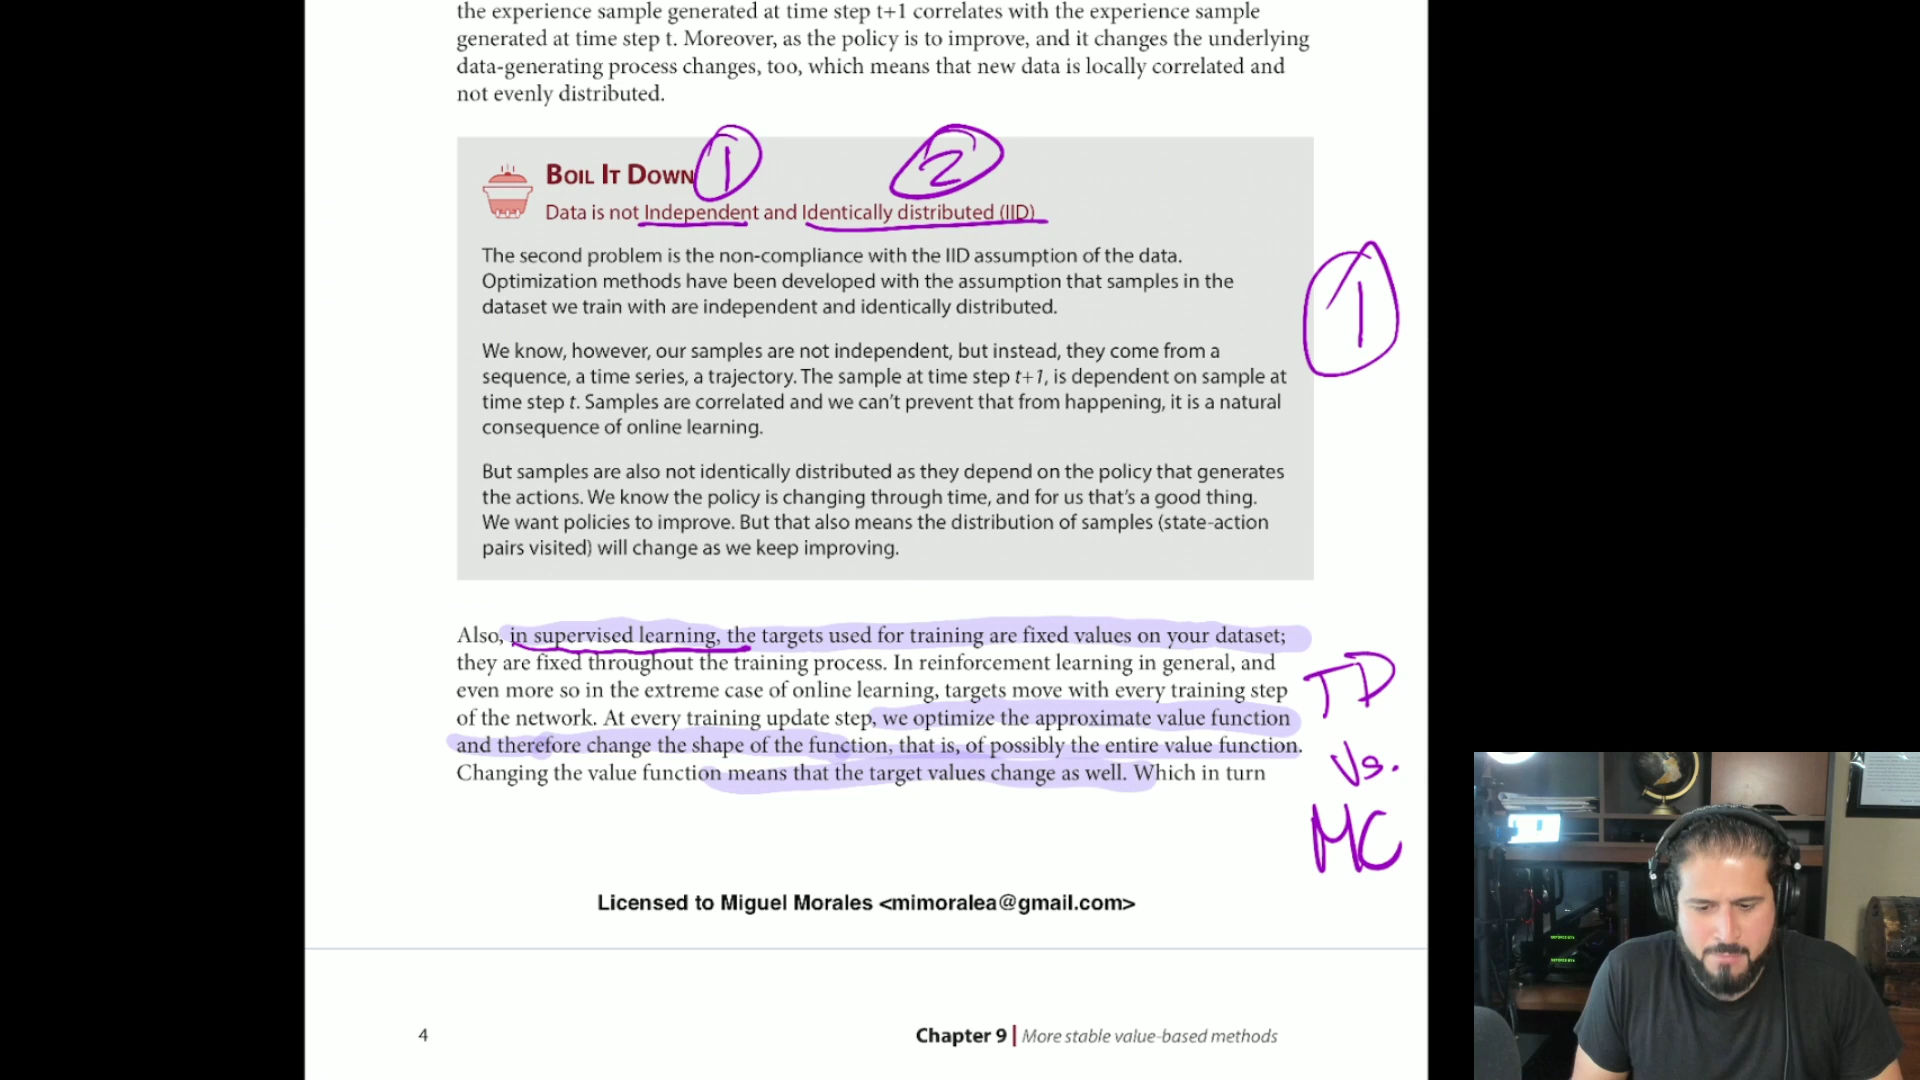 the experience sample generated at time step t+1 correlates with the experience sample
generated at time step t. Moreover, as the policy is to improve, and it changes the underlying
data-generating process changes, too, which means that new data is locally correlated and
not evenly distributed.
1
2
BOIL IT DOWN
Data is not Independent and Identically distributed (IID)
The second problem is the non-compliance with the IID assumption of the data.
Optimization methods have been developed with the assumption that samples in the
dataset we train with are independent and identically distributed.
1
We know, however, our samples are not independent, but instead, they come from a
sequence, a time series, a trajectory. The sample at time step t+1, is dependent on sample at
time step t. Samples are correlated and we can't prevent that from happening, it is a natural
consequence of online learning.
But samples are also not identically distributed as they depend on the policy that generates
the actions. We know the policy is changing through time, and for us that's a good thing.
We want policies to improve. But that also means the distribution of samples (state-action
pairs visited) will change as we keep improving.
Also, in supervised learning, the targets used for training are fixed values on your dataset;
they are fixed throughout the training process. In reinforcement learning in general, and
even more so in the extreme case of online learning, targets move with every training step
of the network. At every training update step, we optimize the approximate value function
and therefore change the shape of the function, that is, of possibly the entire value function.
Changing the value function means that the target values change as well. Which in turn
TD
Vs.
MC
Licensed to Miguel Morales <mimoralea@gmail.com>
4
Chapter 9 | More stable value-based methods